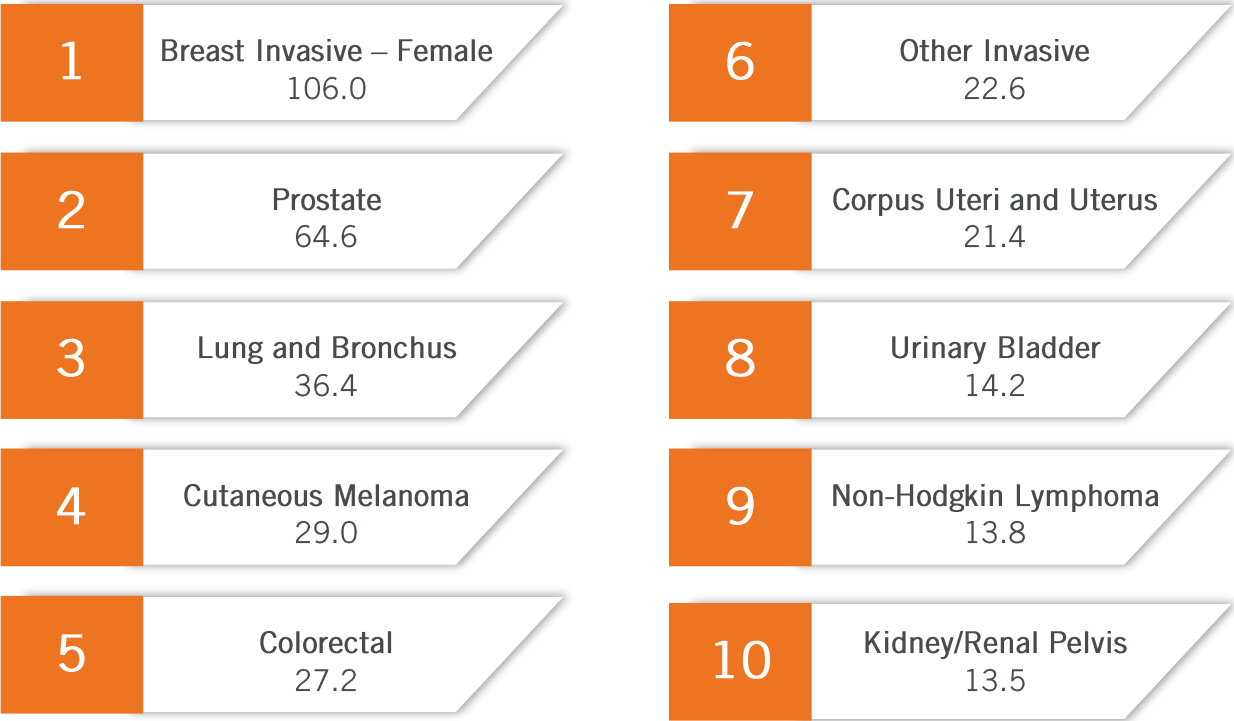 1
Breast Invasive – Female
106.0
2
Prostate
64.6
3
Lung and Bronchus
36.4
4
Cutaneous Melanoma
29.0
5
Colorectal
27.2
6
Other Invasive
22.6
7
Corpus Uteri and Uterus
21.4
8
Urinary Bladder
14.2
9
Non-Hodgkin Lymphoma
13.8
10
Kidney/Renal Pelvis
13.5